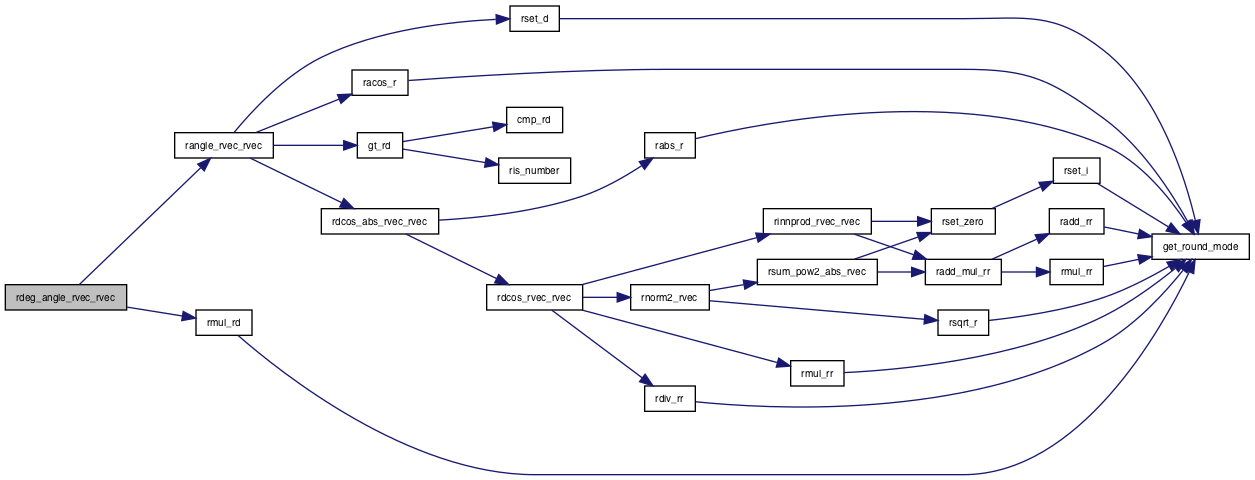 rset_d
racos_r
cmp_rd
rangle_rvec_rvec
gt_rd
rabs_r
ris_number
rset_i
rdcos_abs_rvec_rvec
rinnprod_rvec_rvec
rset_zero
radd_rr
get_round_mode
rsum_pow2_abs_rvec
radd_mul_rr
rmul_rr
rdeg_angle_rvec_rvec
rdcos_rvec_rvec
rnorm2_rvec
rmul_rd
rsqrt_r
rmul_rr
rdiv_rr